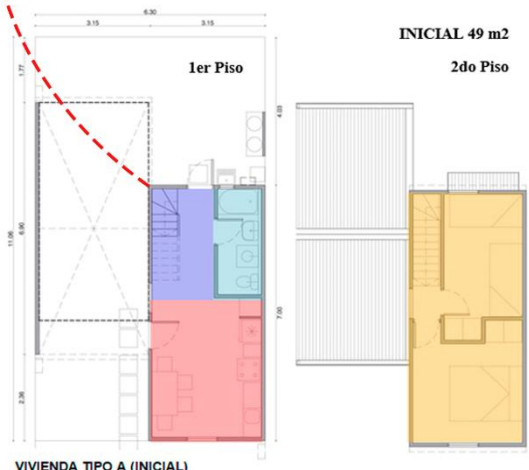 6.30
3.15 3.15
INICIAL 49 m2
1er Piso
2do Piso
1.77
4.03
11.06
6.90
7.00
2.36
VIVIENDA TIPO A (INICIAL)